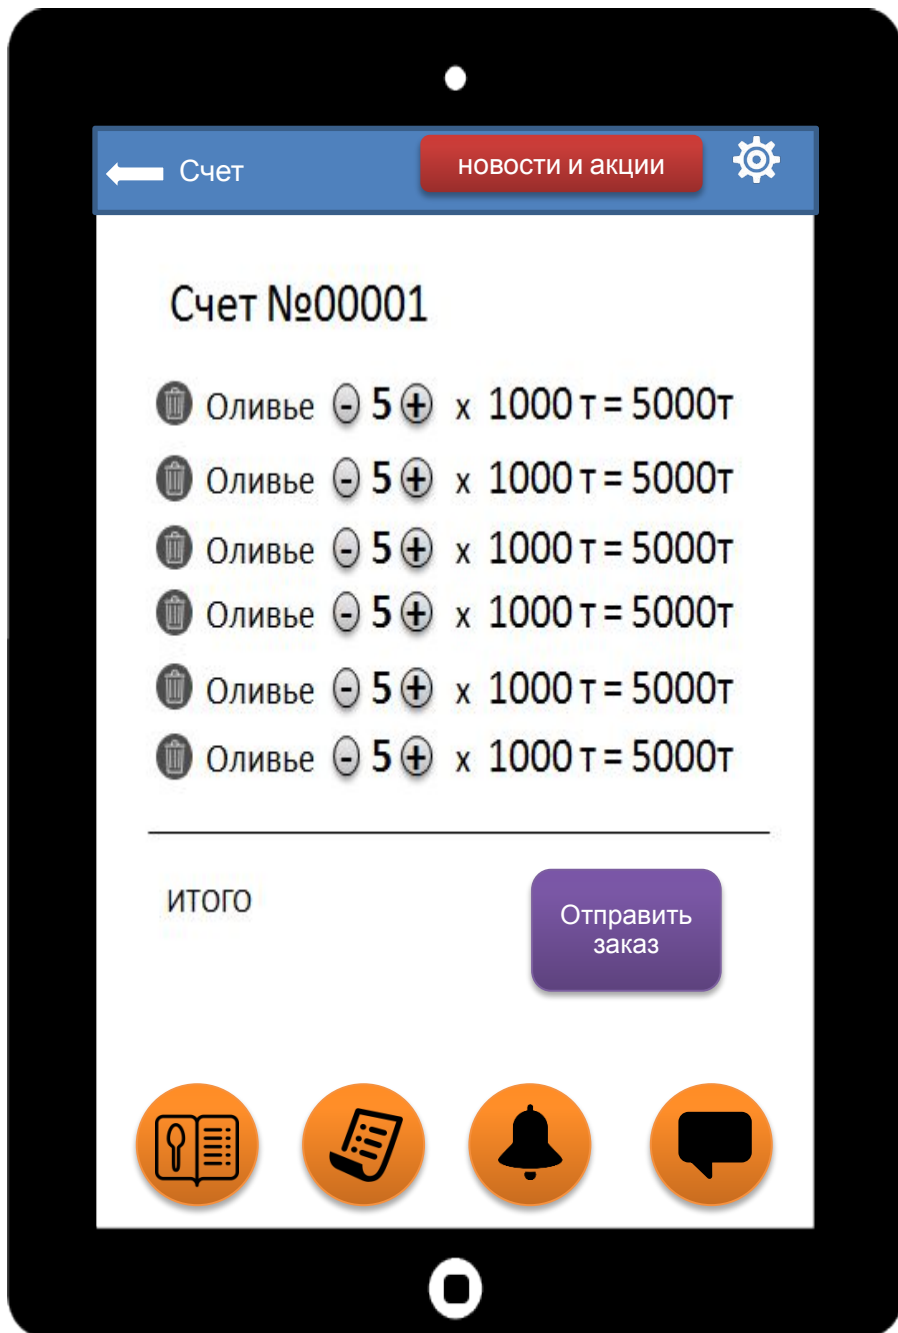 Счет
новости и акции
Счет №00001
Оливье - 5 + х 1000 т = 5000т
Оливье - 5 + х 1000 т = 5000т
Оливье - 5 + х 1000 т = 5000т
Оливье - 5 + х 1000 т = 5000т
Оливье - 5 + х 1000 т = 5000т
Оливье - 5 + х 1000 т = 5000т
итого
Отправить
заказ